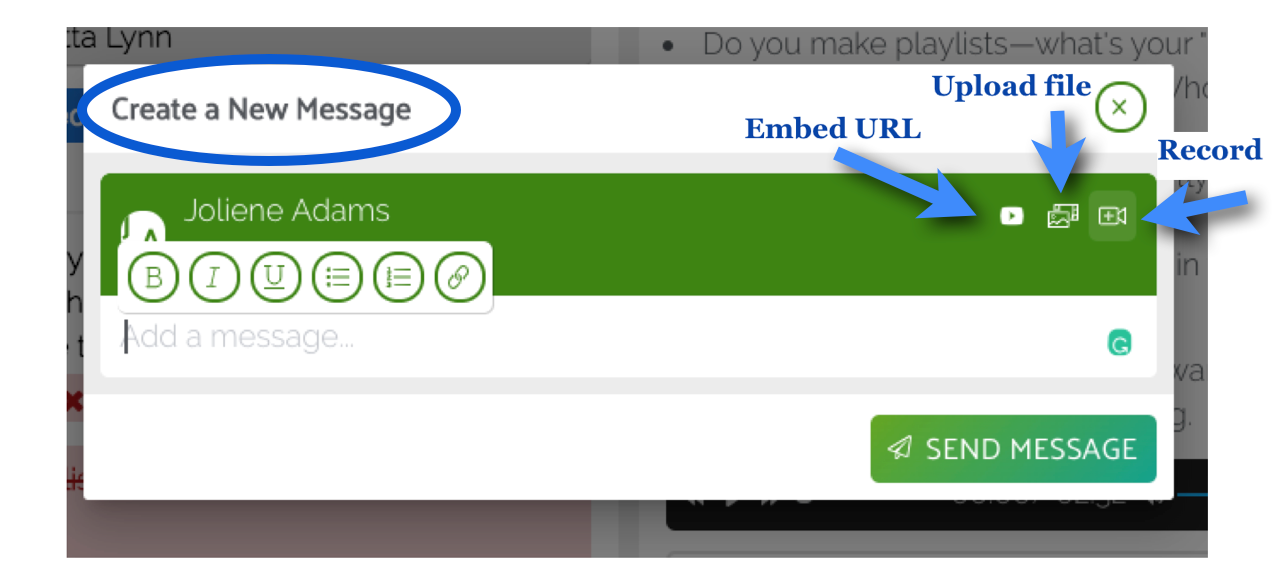 Lynn
Do you make playlists—what's your "
Upload file
Create a New Message
Embed URL
Record
Joliene Adams
B I U
in
Add a message...
G
SEND MESSAGE